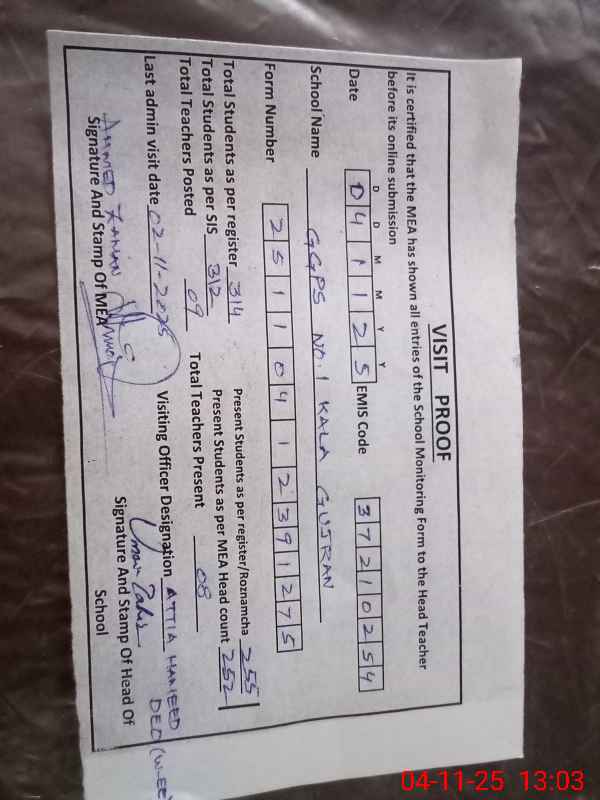 VISIT PROOF
It is certified that the MEA has shown all entries of the School Monitoring Form to the Head Teacher
before its online submission
D D M M Y Y
Date 0 4 1 1 2 5 EMIS Code 3 7 2 1 0 2 5 4
School Name GGPS NO.1 KALA GUJRAN
Form Number 2 5 1 1 0 4 1 2 3 9 1 2 7 5
Total Students as per register 314 Present Students as per register/Roznamcha 255
Total Students as per SIS 312 Present Students as per MEA Head count 252
Total Teachers Posted 09 Total Teachers Present 08
Last admin visit date 02-11-2025 Visiting Officer Designation ATTIA HAMEED
DEO (W-EE
AHMED
Signature And Stamp Of MEA Signature And Stamp Of Head Of
School
04-11-25 13:03